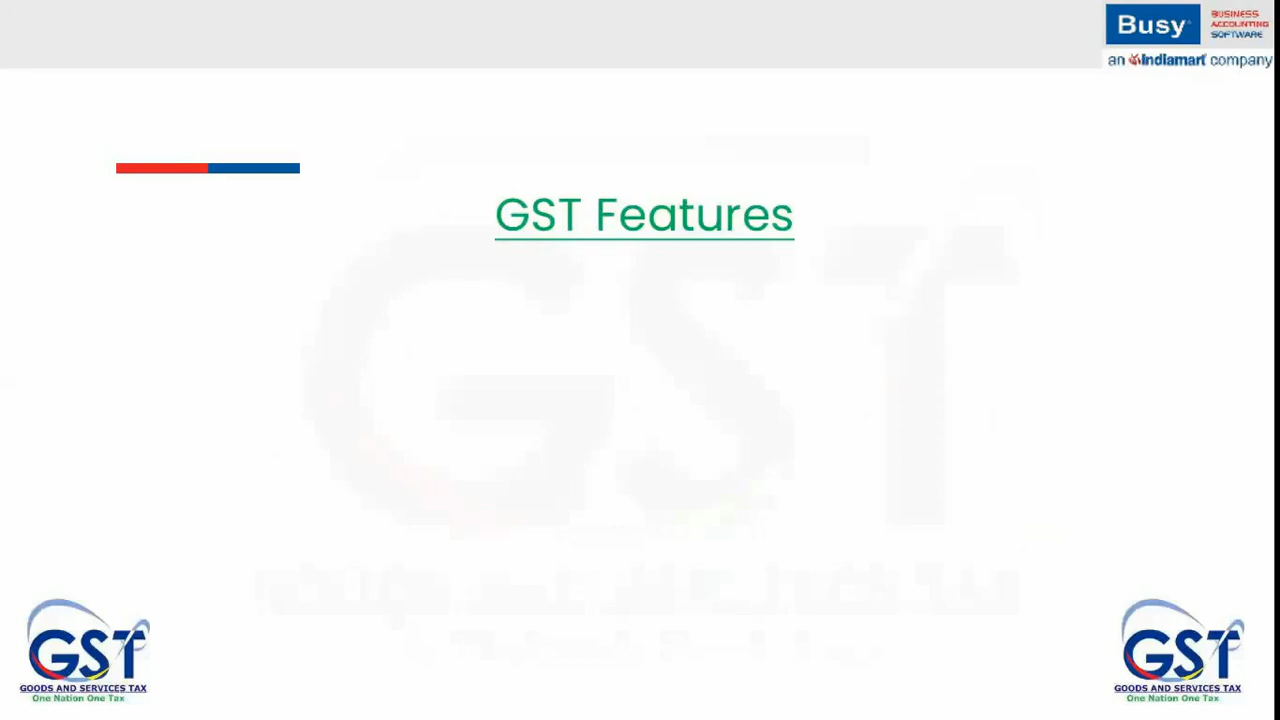 Busy
BUSINESS
ACCOUNTING
SOFTWARE
an indiamart company
GST Features
GST
GST
GOODS AND SERVICES TAX
One Nation One Tax
GST
GOODS AND SERVICES TAX
One Nation One Tax